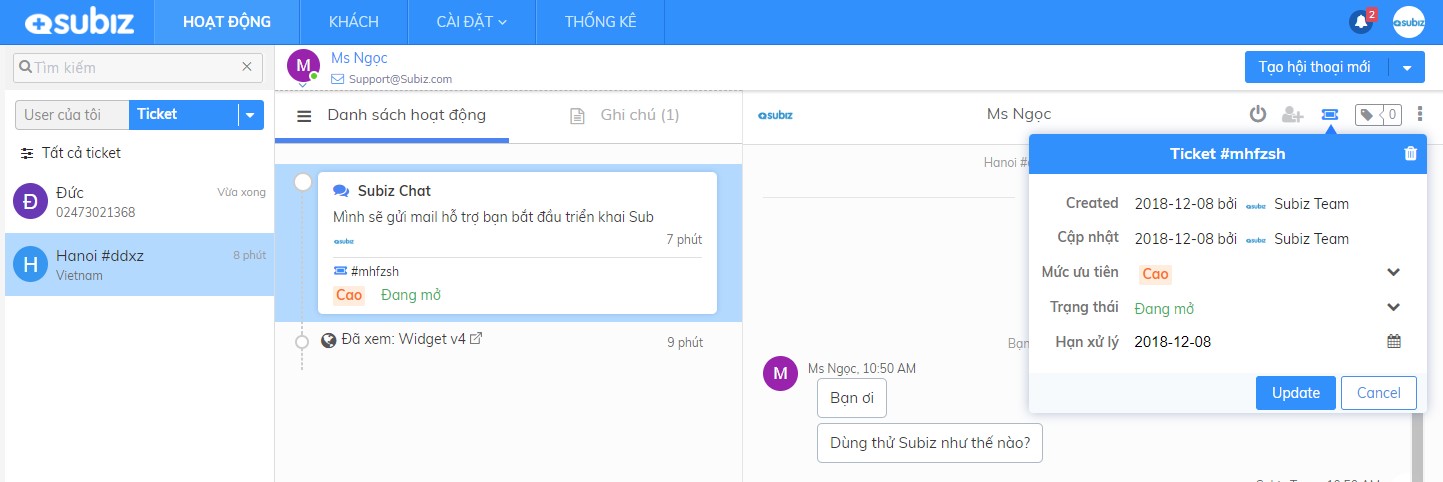 subiz HOẠT ĐỘNG KHÁCH CÀI ĐẶT THỐNG KÊ 2 subiz
Tìm kiếm
User của tôi Ticket
Tất cả ticket
Đ Đức Vừa xong
02473021368
H Hanoi #ddxz 8 phút
Vietnam
M Ms Ngọc
Support@Subiz.com
Tạo hội thoại mới
Danh sách hoạt động Ghi chú (1)
Subiz Chat
Mình sẽ gửi mail hỗ trợ bạn bắt đầu triển khai Sub
subiz 7 phút
#mhfzsh
Cao Đang mở
Đã xem: Widget v4 9 phút
subiz Ms Ngọc 0
Hanoi
Bạn
M Ms Ngọc, 10:50 AM
Bạn ơi
Dùng thử Subiz như thế nào?
Ticket #mhfzsh
Created 2018-12-08 bởi subiz Subiz Team
Cập nhật 2018-12-08 bởi subiz Subiz Team
Mức ưu tiên Cao
Trạng thái Đang mở
Hạn xử lý 2018-12-08
Update Cancel